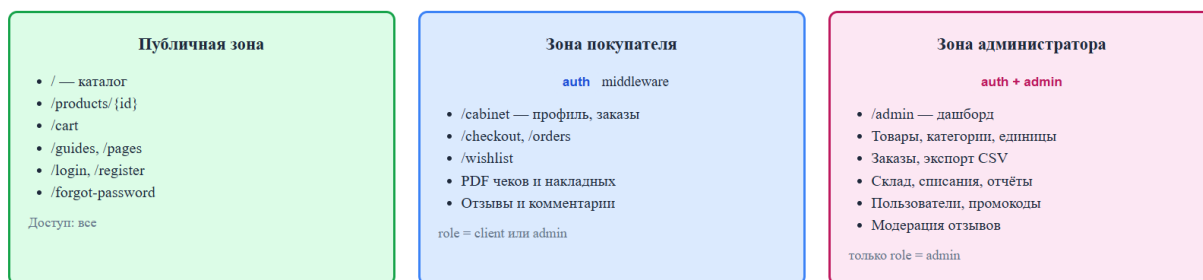 Публичная зона
/ — каталог
/products/{id}
/cart
/guides, /pages
/login, /register
/forgot-password
Доступ: все
Зона покупателя
auth middleware
/cabinet — профиль, заказы
/checkout, /orders
/wishlist
PDF чеков и накладных
Отзывы и комментарии
role = client или admin
Зона администратора
auth + admin
/admin — дашборд
Товары, категории, единицы
Заказы, экспорт CSV
Склад, списания, отчёты
Пользователи, промокоды
Модерация отзывов
только role = admin